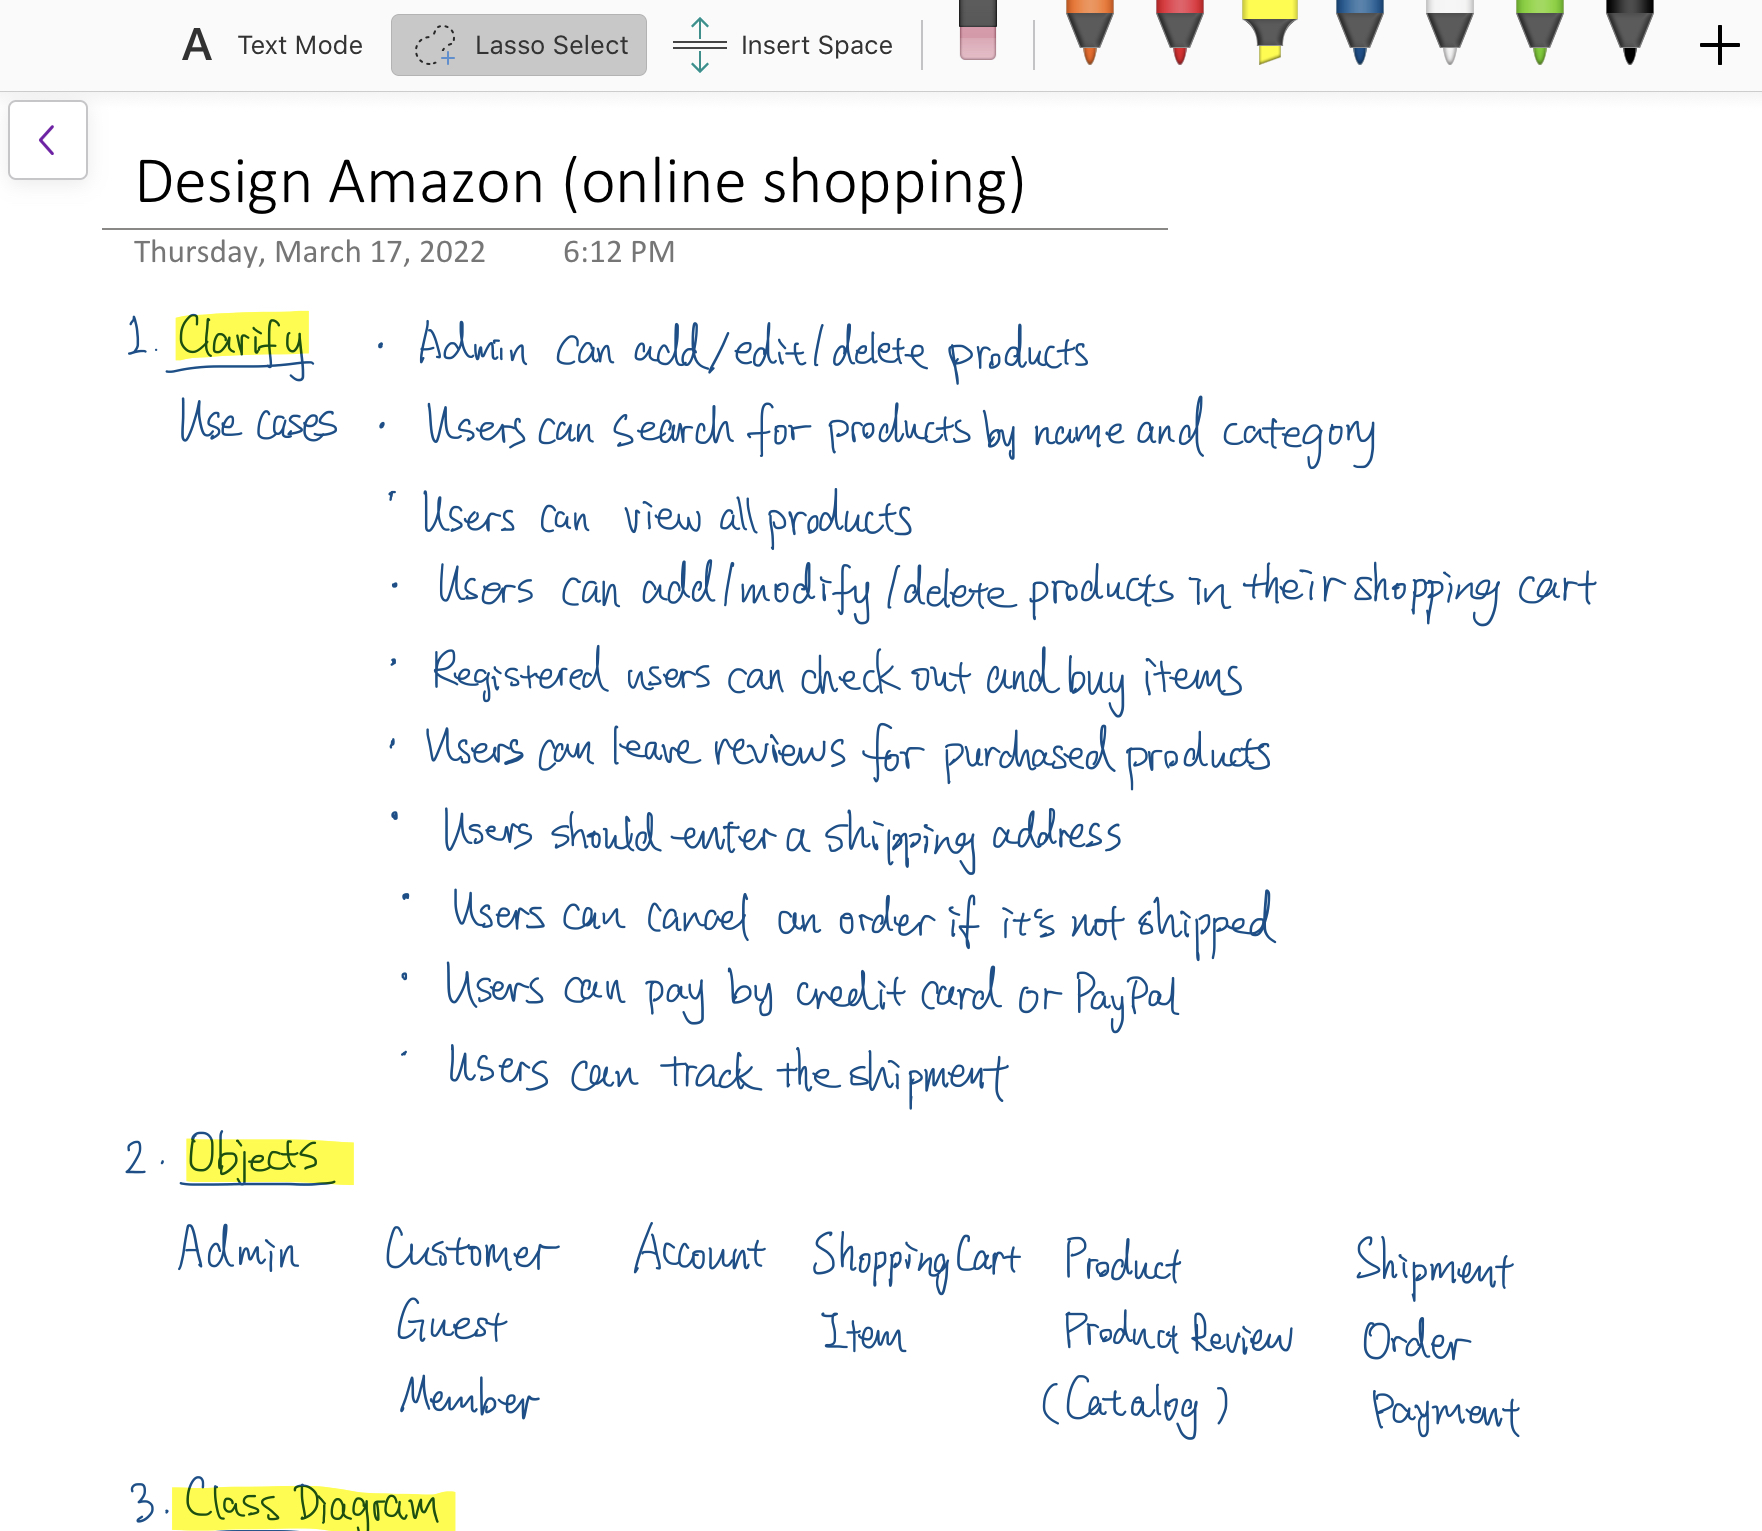 A Text Mode Lasso Select Insert Space
Design Amazon (online shopping)
Thursday, March 17, 2022 6:12 PM
1. Clarify · Admin can add/edit/delete products
Use cases · Users can search for products by name and category
· Users can view all products
· Users can add/modify/delete products in their shopping cart
· Registered users can check out and buy items
· Users can leave reviews for purchased products
· Users should enter a shipping address
· Users can cancel an order if it's not shipped
· Users can pay by credit card or PayPal
· Users can track the shipment
2. Objects
Admin Customer Account ShoppingCart Product Shipment
Guest Item Product Review Order
Member (Catalog) Payment
3. Class Diagram